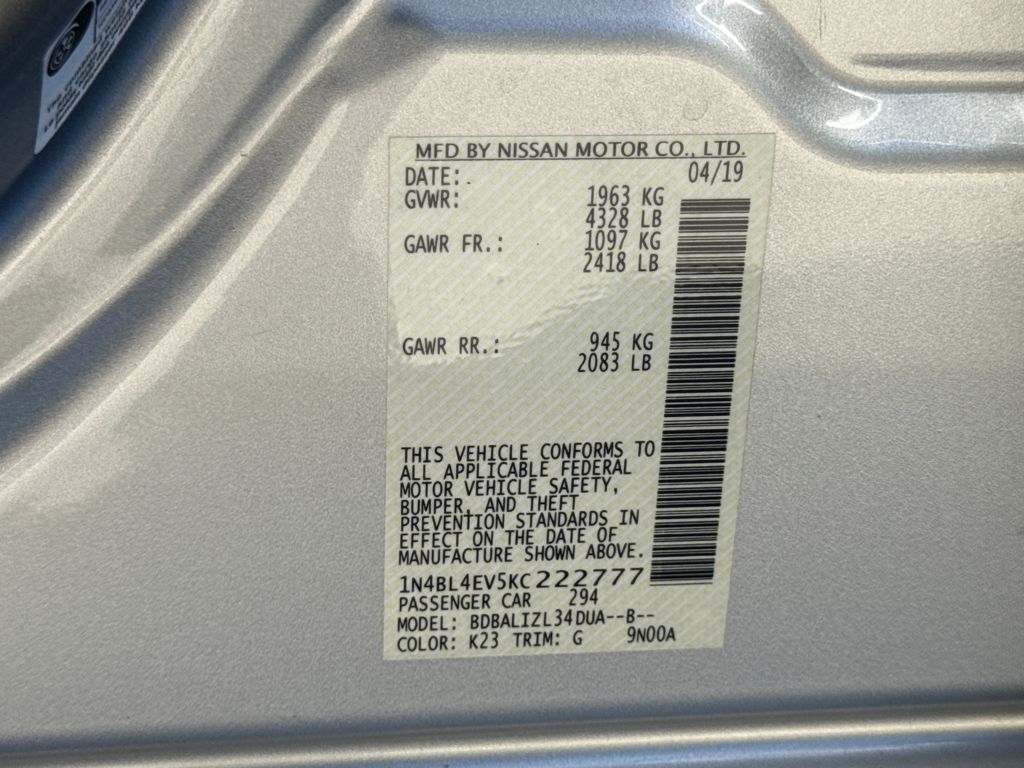 MFD BY NISSAN MOTOR CO., LTD.
DATE: 04/19
GVWR: 1963 KG
4328 LB
GAWR FR.: 1097 KG
2418 LB
GAWR RR.: 945 KG
2083 LB
THIS VEHICLE CONFORMS TO
ALL APPLICABLE FEDERAL
MOTOR VEHICLE SAFETY,
BUMPER, AND THEFT
PREVENTION STANDARDS IN
EFFECT ON THE DATE OF
MANUFACTURE SHOWN ABOVE.
1N4BL4EV5KC222777
PASSENGER CAR 294
MODEL: BDBALIZL34DUA--B--
COLOR: K23 TRIM: G 9N00A